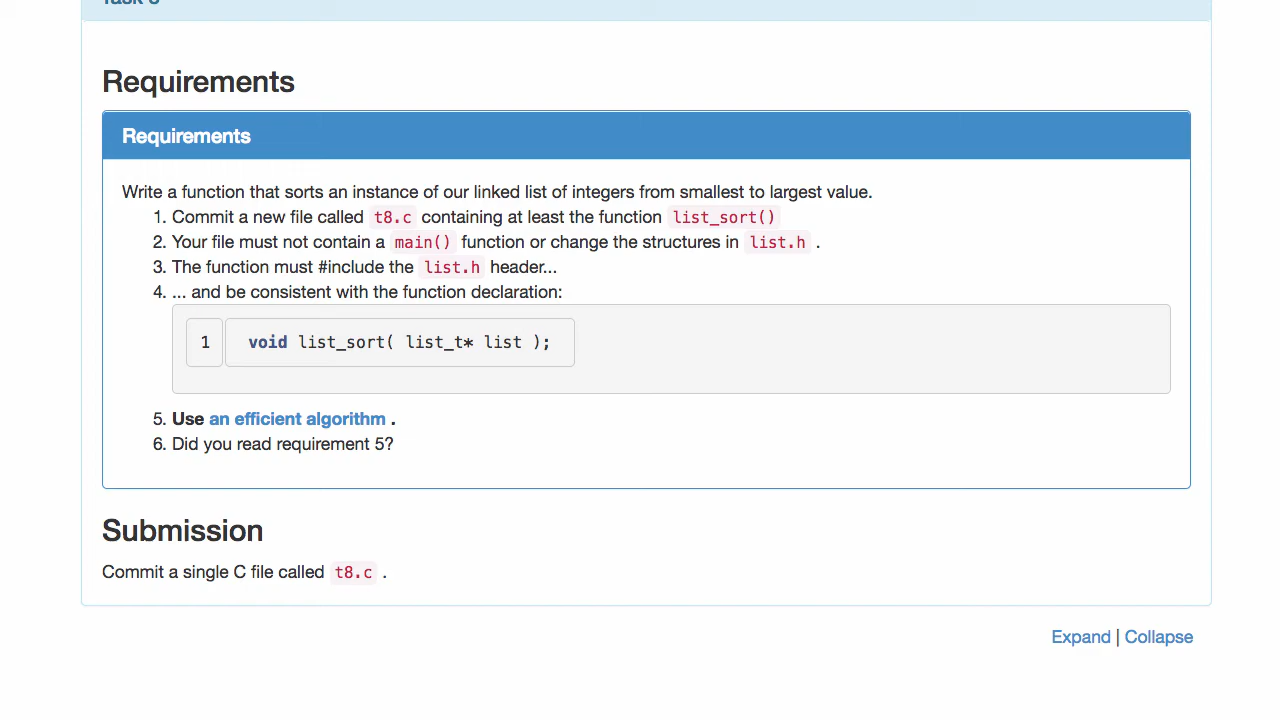 Requirements
Requirements
Write a function that sorts an instance of our linked list of integers from smallest to largest value.
1. Commit a new file called t8.c containing at least the function list_sort()
2. Your file must not contain a main() function or change the structures in list.h .
3. The function must #include the list.h header...
4. ... and be consistent with the function declaration:
1 void list_sort( list_t* list );
5. Use an efficient algorithm .
6. Did you read requirement 5?
Submission
Commit a single C file called t8.c .
Expand | Collapse